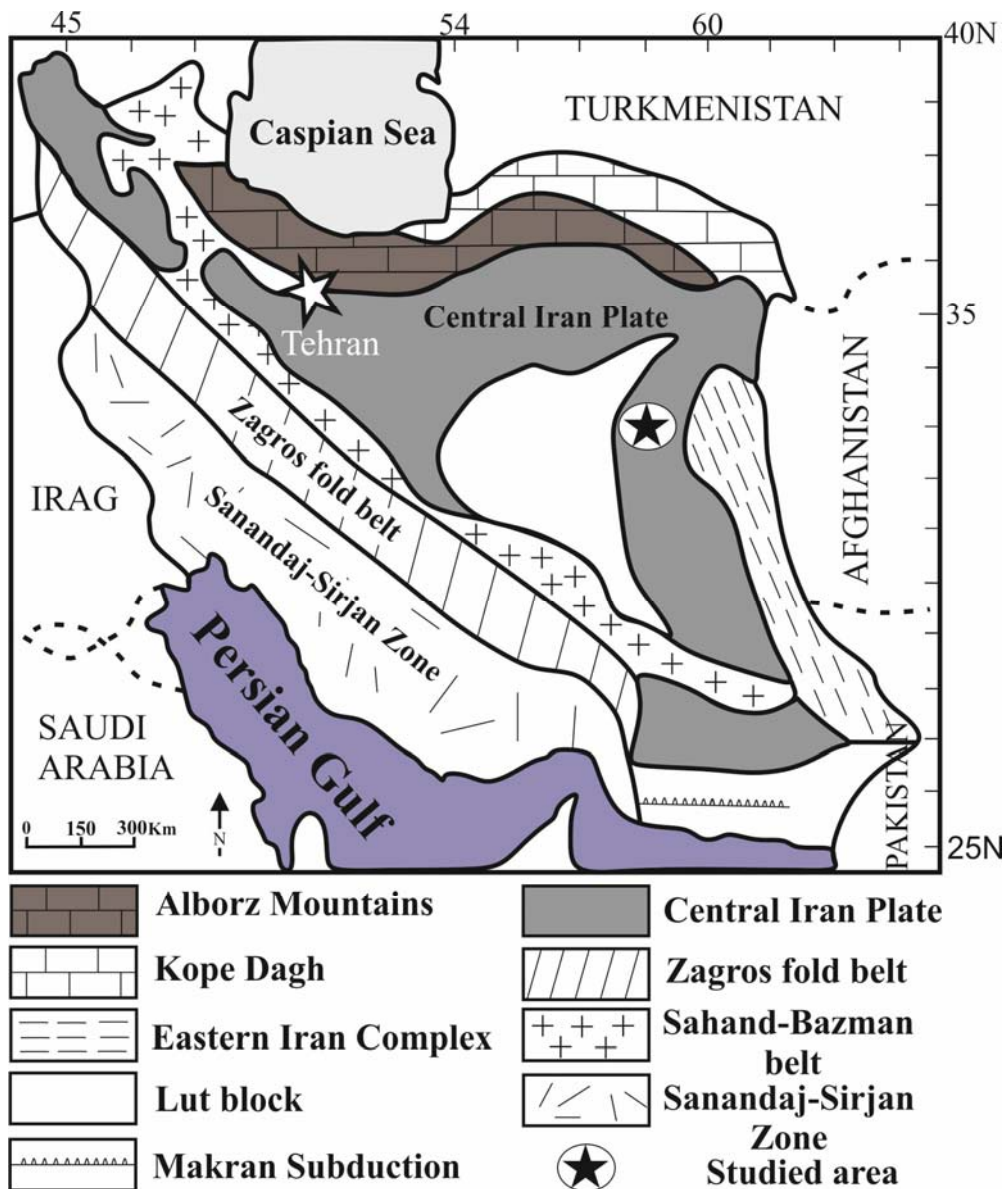 45
54
60
40N
TURKMENISTAN
Caspian Sea
35
Central Iran Plate
Tehran
AFGHANISTAN
Zagros fold belt
IRAG
Sanandaj-Sirjan Zone
Persian Gulf
SAUDI
ARABIA
PAKISTAN
0 150 300Km
N
25N
Alborz Mountains
Kope Dagh
Eastern Iran Complex
Lut block
Makran Subduction
Central Iran Plate
Zagros fold belt
Sahand-Bazman
belt
Sanandaj-Sirjan
Zone
Studied area